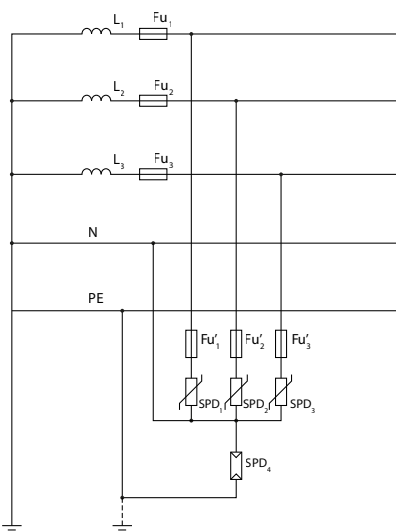 L₁ Fu₁
L₂ Fu₂
L₃ Fu₃
N
PE
Fu'₁ Fu'₂ Fu'₃
SPD₁ SPD₂ SPD₃
SPD₄